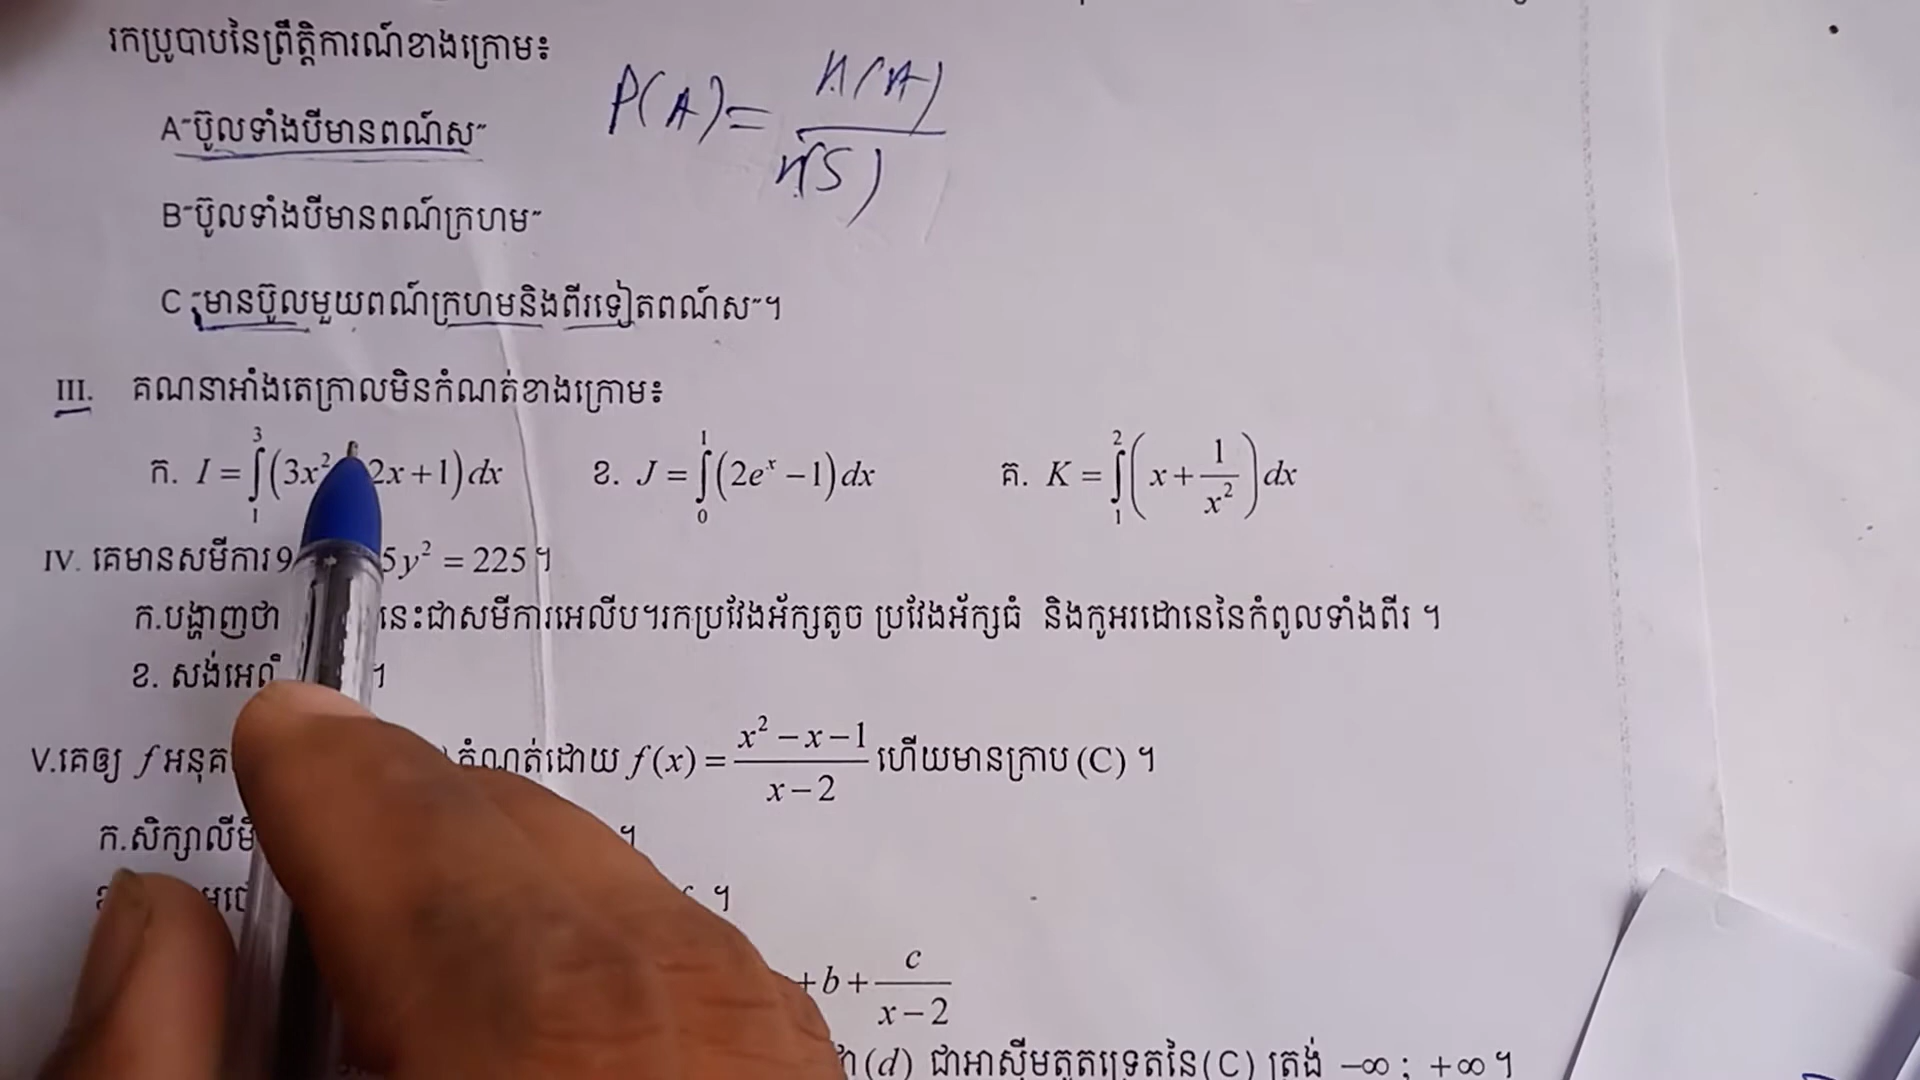 រកប្រូបាបនៃព្រឹត្តិការណ៍ខាងក្រោម៖
P(A) = n(A) / n(S)
A“ប៊ូលទាំងបីមានពណ៍ស”
B“ប៊ូលទាំងបីមានពណ៍ក្រហម”
C “មានប៊ូលមួយពណ៍ក្រហមនិងពីរទៀតពណ៍ស”។
III. គណនាអាំងតេក្រាលមិនកំណត់ខាងក្រោម៖
ក. I = ∫₁³ (3x² 2x + 1) dx ខ. J = ∫₀¹ (2eˣ − 1) dx គ. K = ∫₁² (x + 1/x²) dx
IV. គេមានសមីការ 9 5y² = 225 ។
ក.បង្ហាញថា នេះជាសមីការអេលីប។រកប្រវែងអ័ក្សតូច ប្រវែងអ័ក្សធំ និងកូអរដោនេនៃកំពូលទាំងពីរ ។
ខ. សង់អេលី ។
V.គេឲ្យ f អនុគ កំណត់ដោយ f(x) = (x² − x − 1)/(x − 2) ហើយមានក្រាប (C) ។
ក.សិក្សាលីមី ។
។
+ b + c/(x − 2)
(d) ជាអាស៊ីមតូតទ្រេតនៃ (C) ត្រង់ −∞ ; +∞ ។